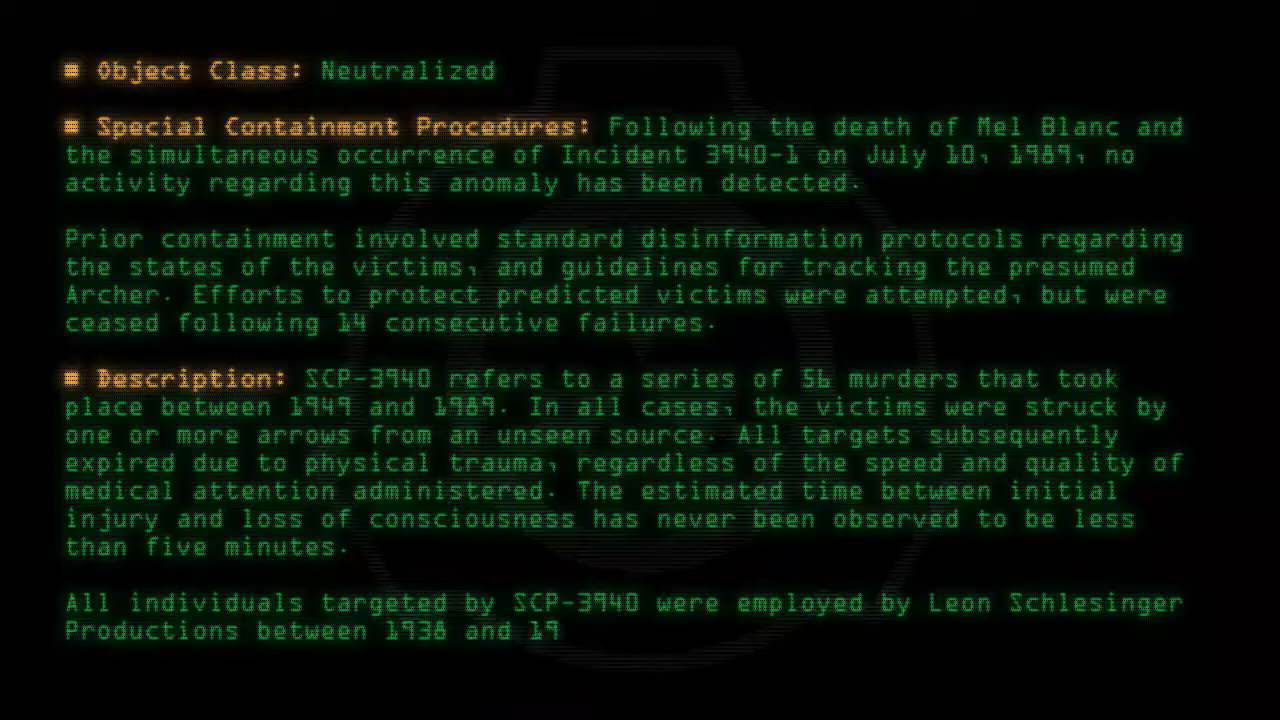 ■ Object Class: Neutralized
■ Special Containment Procedures: Following the death of Mel Blanc and
the simultaneous occurrence of Incident 3940-1 on July 10, 1989, no
activity regarding this anomaly has been detected.
Prior containment involved standard disinformation protocols regarding
the states of the victims, and guidelines for tracking the presumed
Archer. Efforts to protect predicted victims were attempted, but were
ceased following 14 consecutive failures.
■ Description: SCP-3940 refers to a series of 56 murders that took
place between 1949 and 1989. In all cases, the victims were struck by
one or more arrows from an unseen source. All targets subsequently
expired due to physical trauma, regardless of the speed and quality of
medical attention administered. The estimated time between initial
injury and loss of consciousness has never been observed to be less
than five minutes.
All individuals targeted by SCP-3940 were employed by Leon Schlesinger
Productions between 1938 and 19